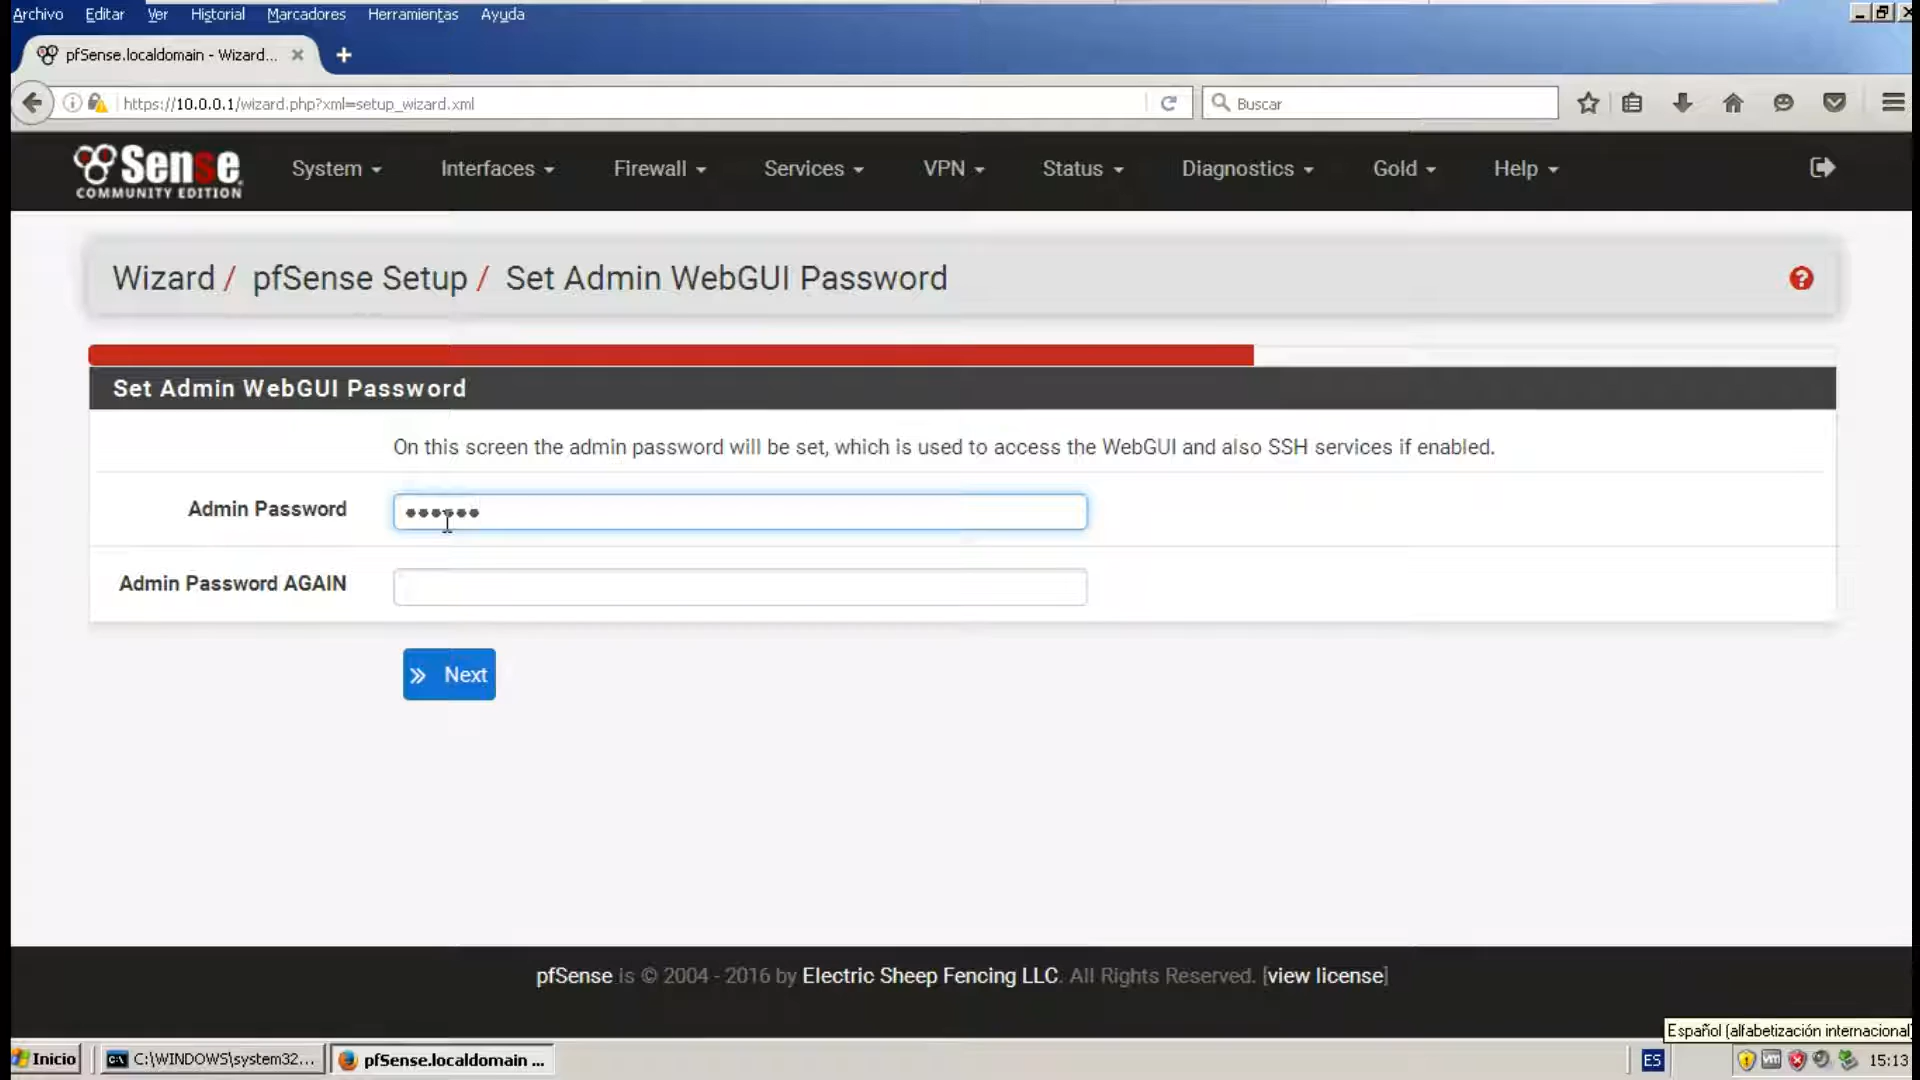 Archivo Editar Ver Historial Marcadores Herramientas Ayuda
pfSense.localdomain - Wizard...
https://10.0.0.1/wizard.php?xml=setup_wizard.xml
Buscar
Sense
COMMUNITY EDITION
System Interfaces Firewall Services VPN Status Diagnostics Gold Help
Wizard / pfSense Setup / Set Admin WebGUI Password
Set Admin WebGUI Password
On this screen the admin password will be set, which is used to access the WebGUI and also SSH services if enabled.
Admin Password
••••••
Admin Password AGAIN
Next
pfSense is © 2004 - 2016 by Electric Sheep Fencing LLC. All Rights Reserved. [view license]
Español (alfabetización internacional)
Inicio
C:\WINDOWS\system32...
pfSense.localdomain ...
ES
15:13